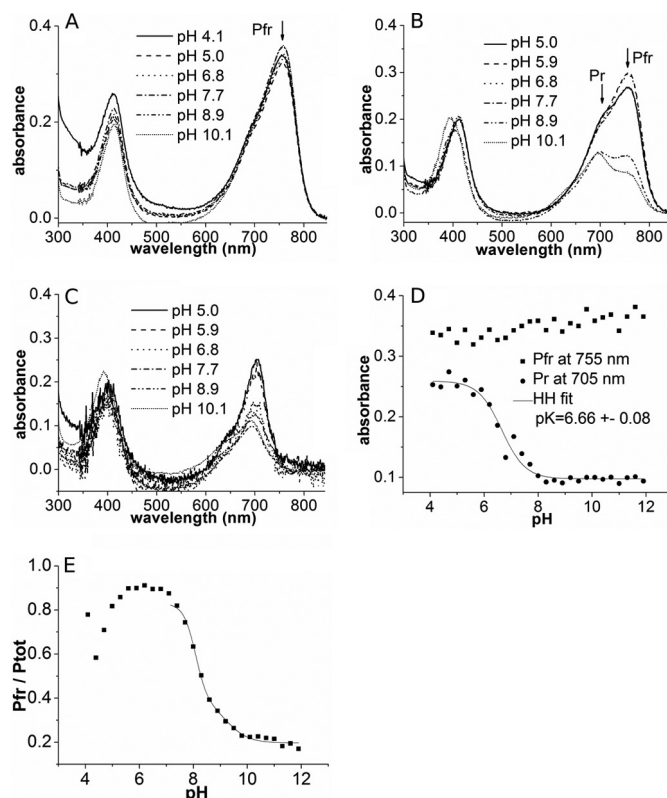 A
pH 4.1
pH 5.0
pH 6.8
pH 7.7
pH 8.9
pH 10.1
Pfr
absorbance
0.4
0.2
0.0
300 400 500 600 700 800
wavelength (nm)
B
pH 5.0
pH 5.9
pH 6.8
pH 7.7
pH 8.9
pH 10.1
Pr
Pfr
absorbance
0.4
0.3
0.2
0.1
0.0
300 400 500 600 700 800
wavelength (nm)
C
pH 5.0
pH 5.9
pH 6.8
pH 7.7
pH 8.9
pH 10.1
absorbance
0.4
0.3
0.2
0.1
0.0
300 400 500 600 700 800
wavelength (nm)
D
Pfr at 755 nm
Pr at 705 nm
HH fit
pK=6.66 +- 0.08
absorbance
0.4
0.3
0.2
0.1
4 6 8 10 12
pH
E
Pfr / Ptot
1.0
0.8
0.6
0.4
0.2
4 6 8 10 12
pH